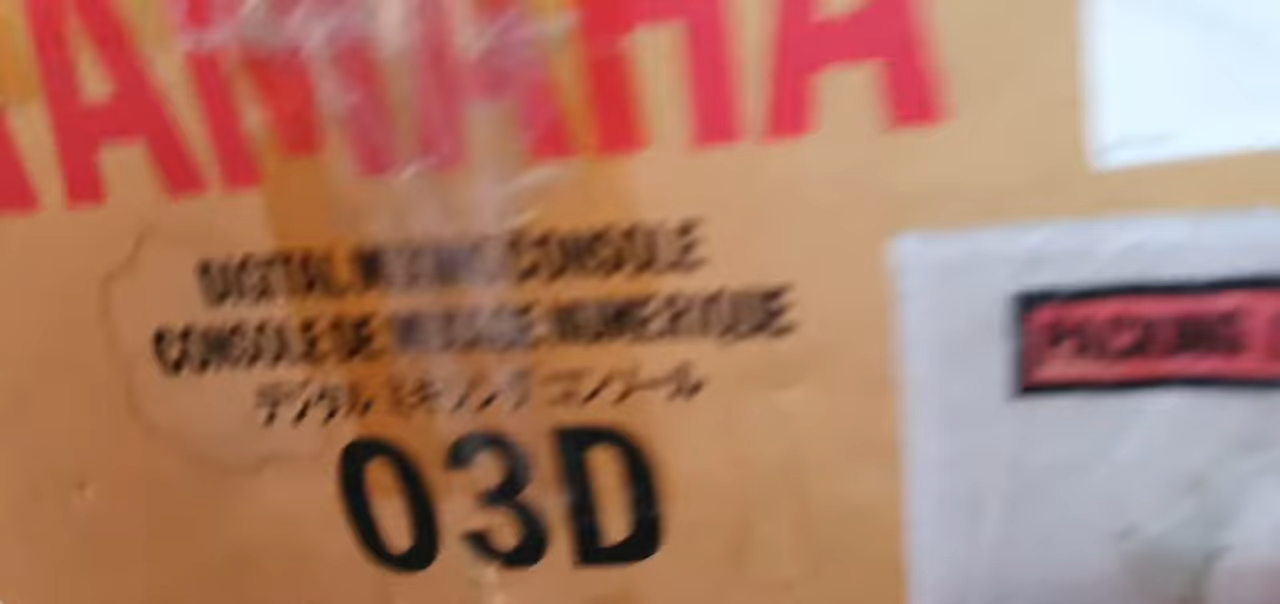 YAMAHA
DIGITAL MIXING CONSOLE
CONSOLE DE MIXAGE NUMERIQUE
デジタル ミキシング コンソール
03D
PACKING